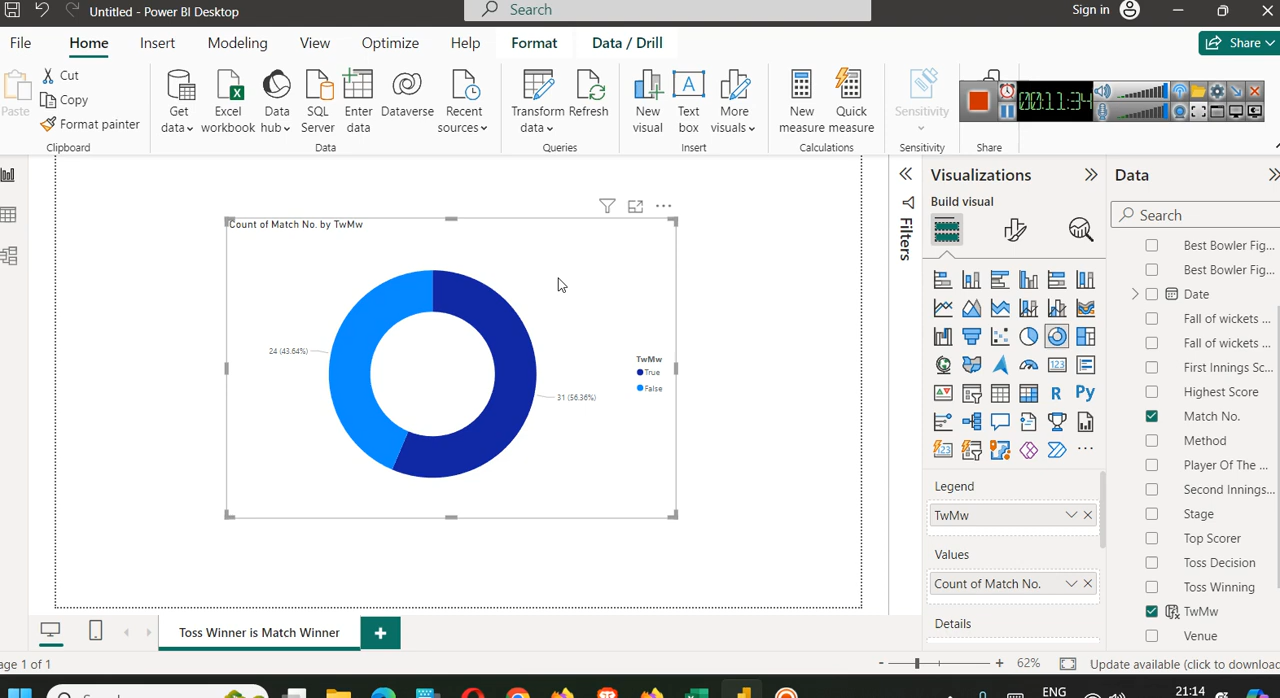 Untitled - Power BI Desktop
Search
Sign in
File
Home
Insert
Modeling
View
Optimize
Help
Format
Data / Drill
Share
Paste
Cut
Copy
Format painter
Get
data
Excel
workbook
Data
hub
SQL
Server
Enter
data
Dataverse
Recent
sources
Transform
data
Refresh
New
visual
Text
box
More
visuals
New
measure
Quick
measure
Sensitivity
00:11:34
Clipboard
Data
Queries
Insert
Calculations
Sensitivity
Share
Count of Match No. by TwMw
24 (43.64%)
31 (56.36%)
TwMw
True
False
Filters
Visualizations
Build visual
Legend
TwMw
Values
Count of Match No.
Details
Data
Search
Best Bowler Fig...
Best Bowler Fig...
Date
Fall of wickets ...
Fall of wickets ...
First Innings Sc...
Highest Score
Match No.
Method
Player Of The ...
Second Innings...
Stage
Top Scorer
Toss Decision
Toss Winning
TwMw
Venue
Toss Winner is Match Winner
age 1 of 1
62%
Update available (click to download
ENG
21:14